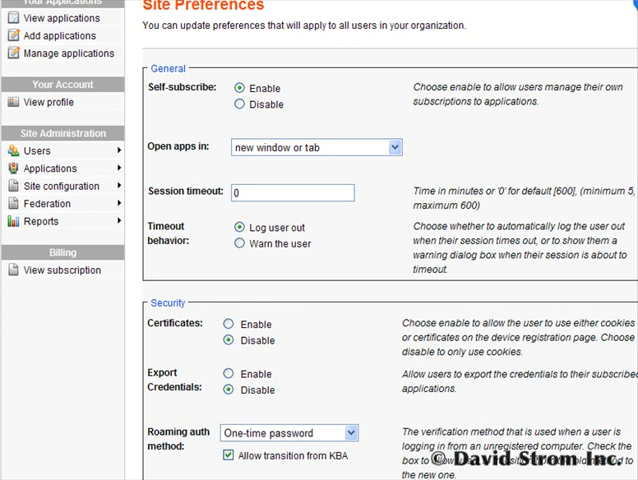 Your Applications
Site Preferences
View applications
You can update preferences that will apply to all users in your organization.
Add applications
Manage applications
General
Your Account
Self-subscribe:
Enable
Choose enable to allow users manage their own
View profile
Disable
subscriptions to applications.
Site Administration
Users
Open apps in:
new window or tab
Applications
Site configuration
Session timeout:
0
Time in minutes or '0' for default [600], (minimum 5,
Federation
maximum 600)
Reports
Timeout
Log user out
Choose whether to automatically log the user out
behavior:
Warn the user
when their session times out, or to show them a
Billing
warning dialog box when their session is about to
View subscription
timeout.
Security
Certificates:
Enable
Choose enable to allow the user to use either cookies
Disable
or certificates on the device registration page. Choose
disable to only use cookies.
Export
Enable
Allow users to export the credentials to their subscribed
Credentials:
Disable
applications.
Roaming auth
One-time password
The verification method that is used when a user is
method:
logging in from an unregistered computer. Check the
Allow transition from KBA
box to
method to
© David Strom Inc.
the new one.